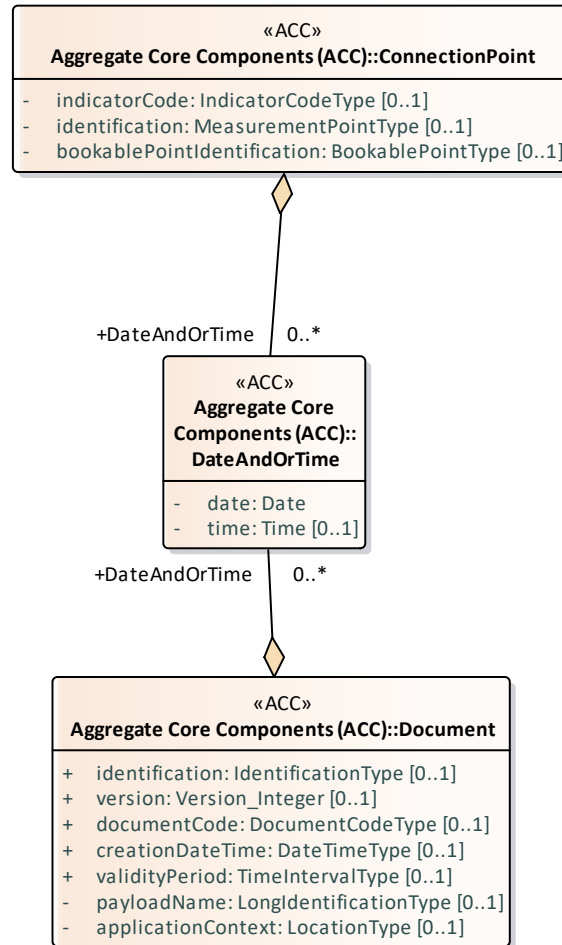 «ACC»
Aggregate Core Components (ACC)::ConnectionPoint
- indicatorCode: IndicatorCodeType [0..1]
- identification: MeasurementPointType [0..1]
- bookablePointIdentification: BookablePointType [0..1]
+DateAndOrTime 0..*
«ACC»
Aggregate Core
Components (ACC)::
DateAndOrTime
- date: Date
- time: Time [0..1]
+DateAndOrTime 0..*
«ACC»
Aggregate Core Components (ACC)::Document
+ identification: IdentificationType [0..1]
+ version: Version_Integer [0..1]
+ documentCode: DocumentCodeType [0..1]
+ creationDateTime: DateTimeType [0..1]
+ validityPeriod: TimeIntervalType [0..1]
- payloadName: LongIdentificationType [0..1]
- applicationContext: LocationType [0..1]